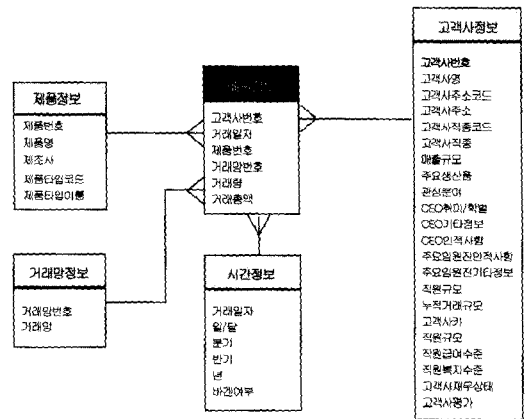 고객사정보
고객사번호
고객사명
고객사주소코드
고객사주소
고객사직종코드
고객사직종
매출규모
주요생산품
관심분야
CEO취미/학벌
CEO기타정보
CEO인적사항
주요임원진인적사항
주요임원진기타정보
직원규모
누적거래규모
고객사키
직원규모
직원급여수준
직원복지수준
고객사재무상태
고객사평가
제품정보
제품번호
제품명
제조사
제품타입코드
제품타입이름
고객사번호
거래일자
제품번호
거래망번호
거래량
거래총액
거래망정보
거래망번호
거래망
시간정보
거래일자
일/달
분기
반기
년